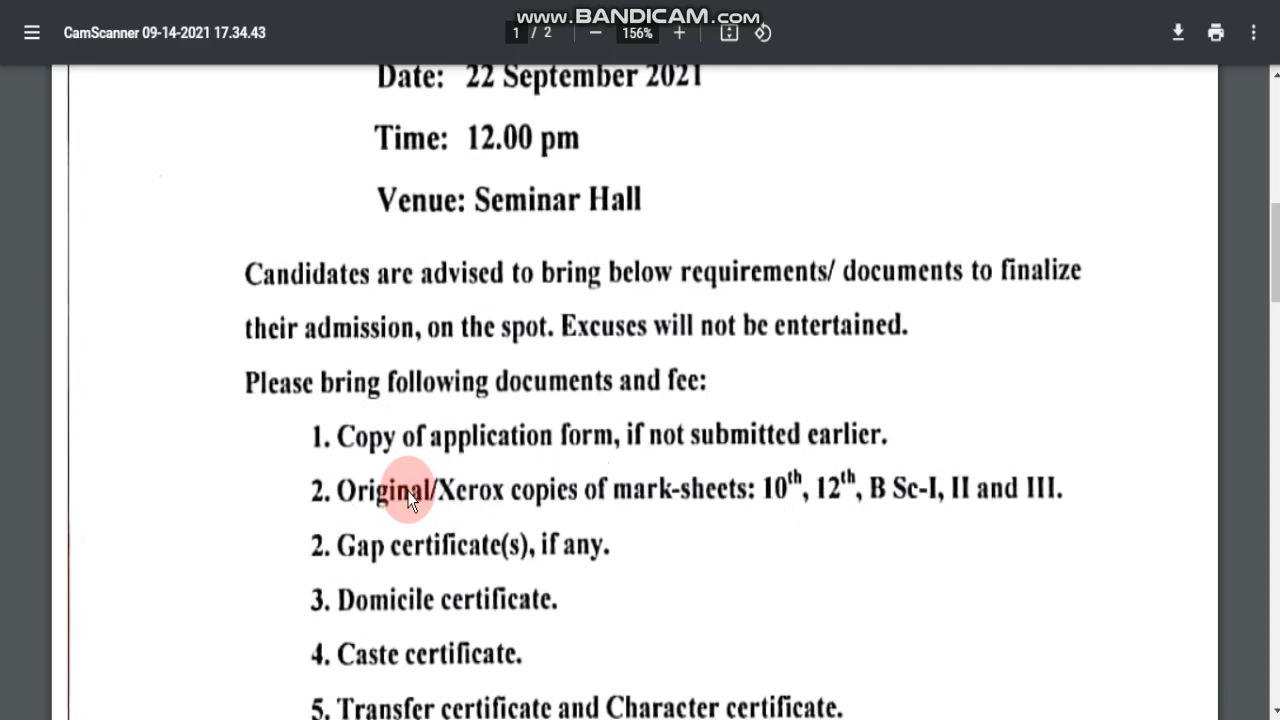 www.BANDICAM.com
CamScanner 09-14-2021 17.34.43
1 / 2
156%
Date: 22 September 2021
Time: 12.00 pm
Venue: Seminar Hall
Candidates are advised to bring below requirements/ documents to finalize
their admission, on the spot. Excuses will not be entertained.
Please bring following documents and fee:
1. Copy of application form, if not submitted earlier.
2. Original/Xerox copies of mark-sheets: 10th, 12th, B Sc-I, II and III.
2. Gap certificate(s), if any.
3. Domicile certificate.
4. Caste certificate.
5. Transfer certificate and Character certificate.